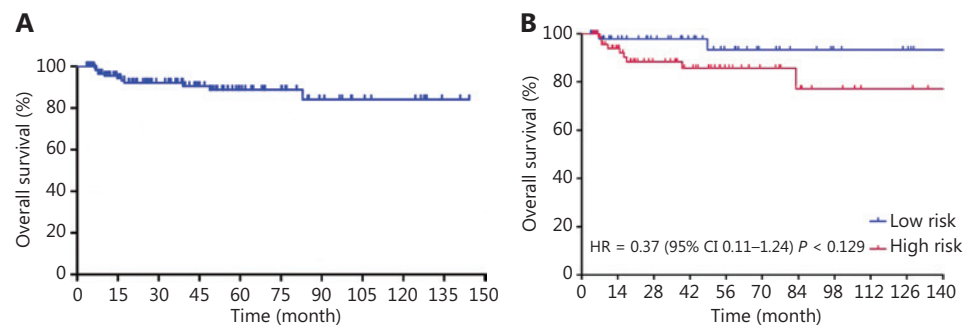 A
Overall survival (%)
100
80
60
40
20
0
0 15 30 45 60 75 90 105 120 135 150
Time (month)
B
Overall survival (%)
100
80
60
40
20
0
Low risk
High risk
HR = 0.37 (95% CI 0.11–1.24) P < 0.129
0 14 28 42 56 70 84 98 112 126 140
Time (month)